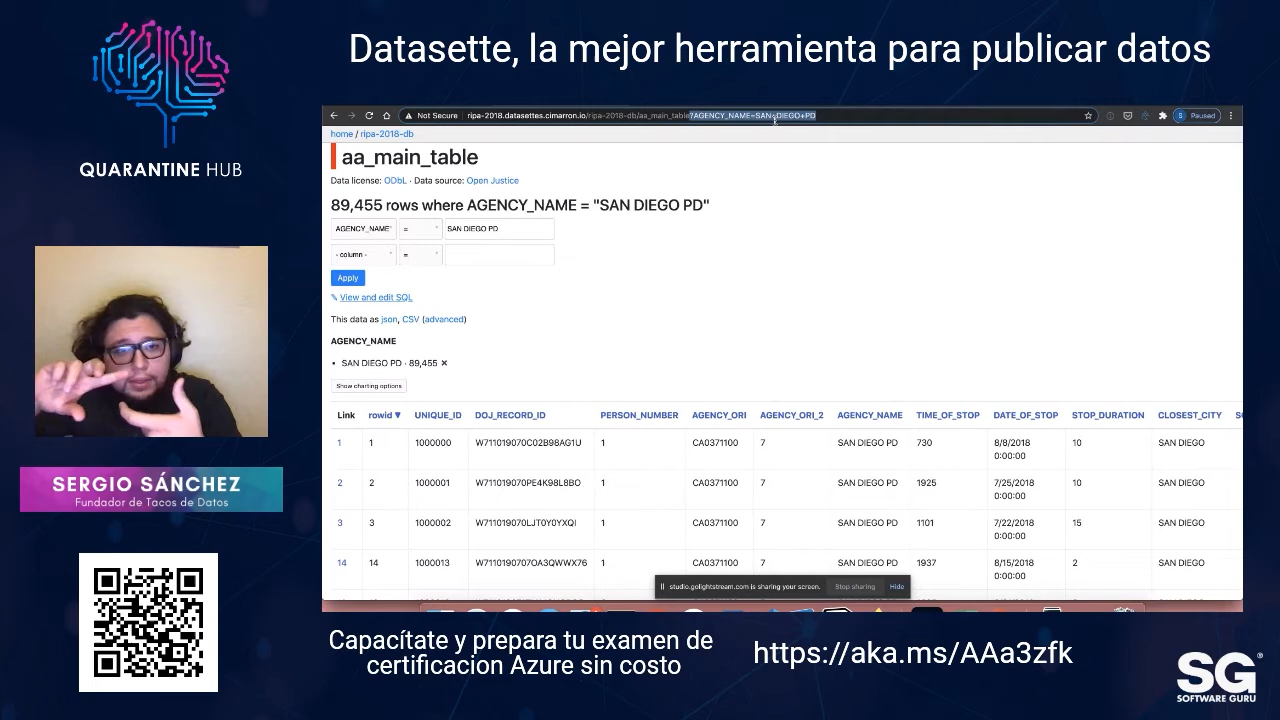 Datasette, la mejor herramienta para publicar datos
QUARANTINE HUB
Not Secure | ripa-2018.datasettes.cimarron.io/ripa-2018-db/aa_main_table?AGENCY_NAME=SAN+DIEGO+PD
S Paused
home / ripa-2018-db
aa_main_table
Data license: ODbL · Data source: Open Justice
89,455 rows where AGENCY_NAME = "SAN DIEGO PD"
AGENCY_NAME = SAN DIEGO PD
- column - =
Apply
✎ View and edit SQL
This data as json, CSV (advanced)
AGENCY_NAME
• SAN DIEGO PD · 89,455 ✖
Show charting options
Link rowid ▼ UNIQUE_ID DOJ_RECORD_ID PERSON_NUMBER AGENCY_ORI AGENCY_ORI_2 AGENCY_NAME TIME_OF_STOP DATE_OF_STOP STOP_DURATION CLOSEST_CITY
1 1 1000000 W711019070C02B98AG1U 1 CA0371100 7 SAN DIEGO PD 730 8/8/2018 10 SAN DIEGO
0:00:00
2 2 1000001 W711019070PE4K98L8BO 1 CA0371100 7 SAN DIEGO PD 1925 7/25/2018 10 SAN DIEGO
0:00:00
3 3 1000002 W711019070LJT0Y0YXQI 1 CA0371100 7 SAN DIEGO PD 1101 7/22/2018 15 SAN DIEGO
0:00:00
14 14 1000013 W7110190707OA3QWWX76 1 CA0371100 7 SAN DIEGO PD 1937 8/15/2018 2 SAN DIEGO
0:00:00
studio.golightstream.com is sharing your screen. Stop sharing Hide
SERGIO SÁNCHEZ
Fundador de Tacos de Datos
Capacítate y prepara tu examen de
certificacion Azure sin costo
https://aka.ms/AAa3zfk
SG
SOFTWARE GURU